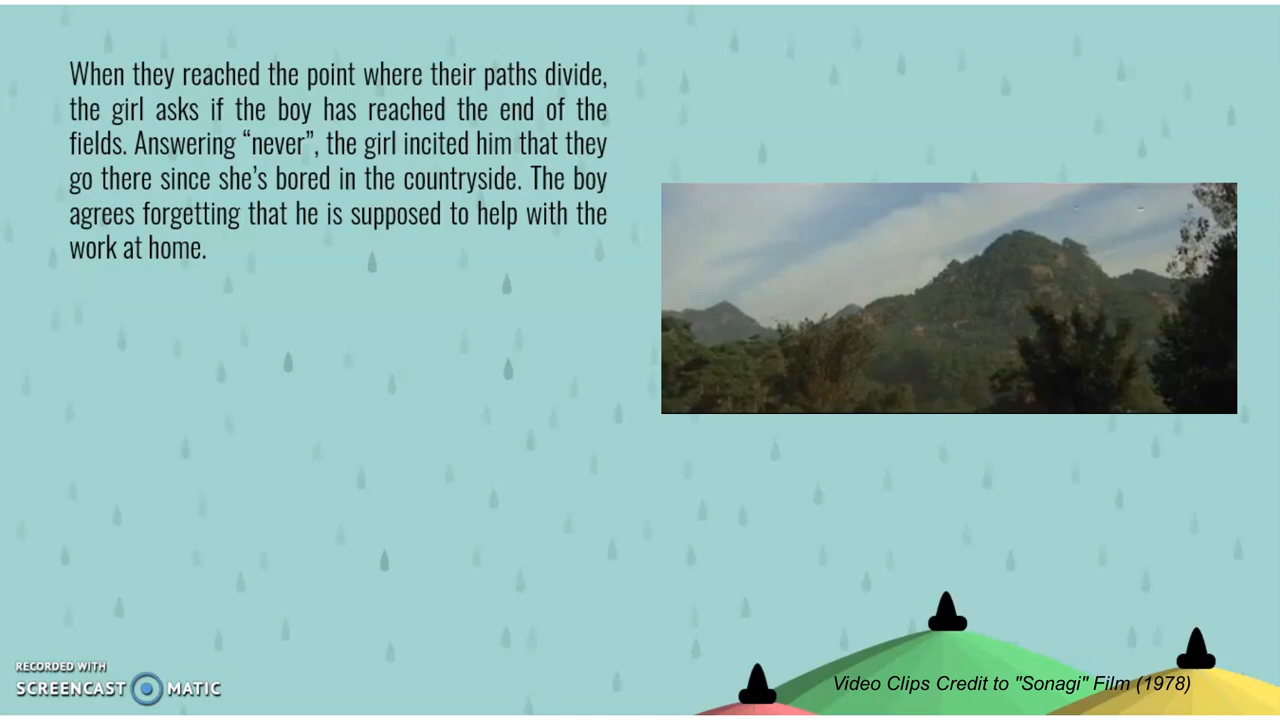 When they reached the point where their paths divide,
the girl asks if the boy has reached the end of the
fields. Answering “never”, the girl incited him that they
go there since she’s bored in the countryside. The boy
agrees forgetting that he is supposed to help with the
work at home.
RECORDED WITH
SCREENCAST MATIC
Video Clips Credit to "Sonagi" Film (1978)